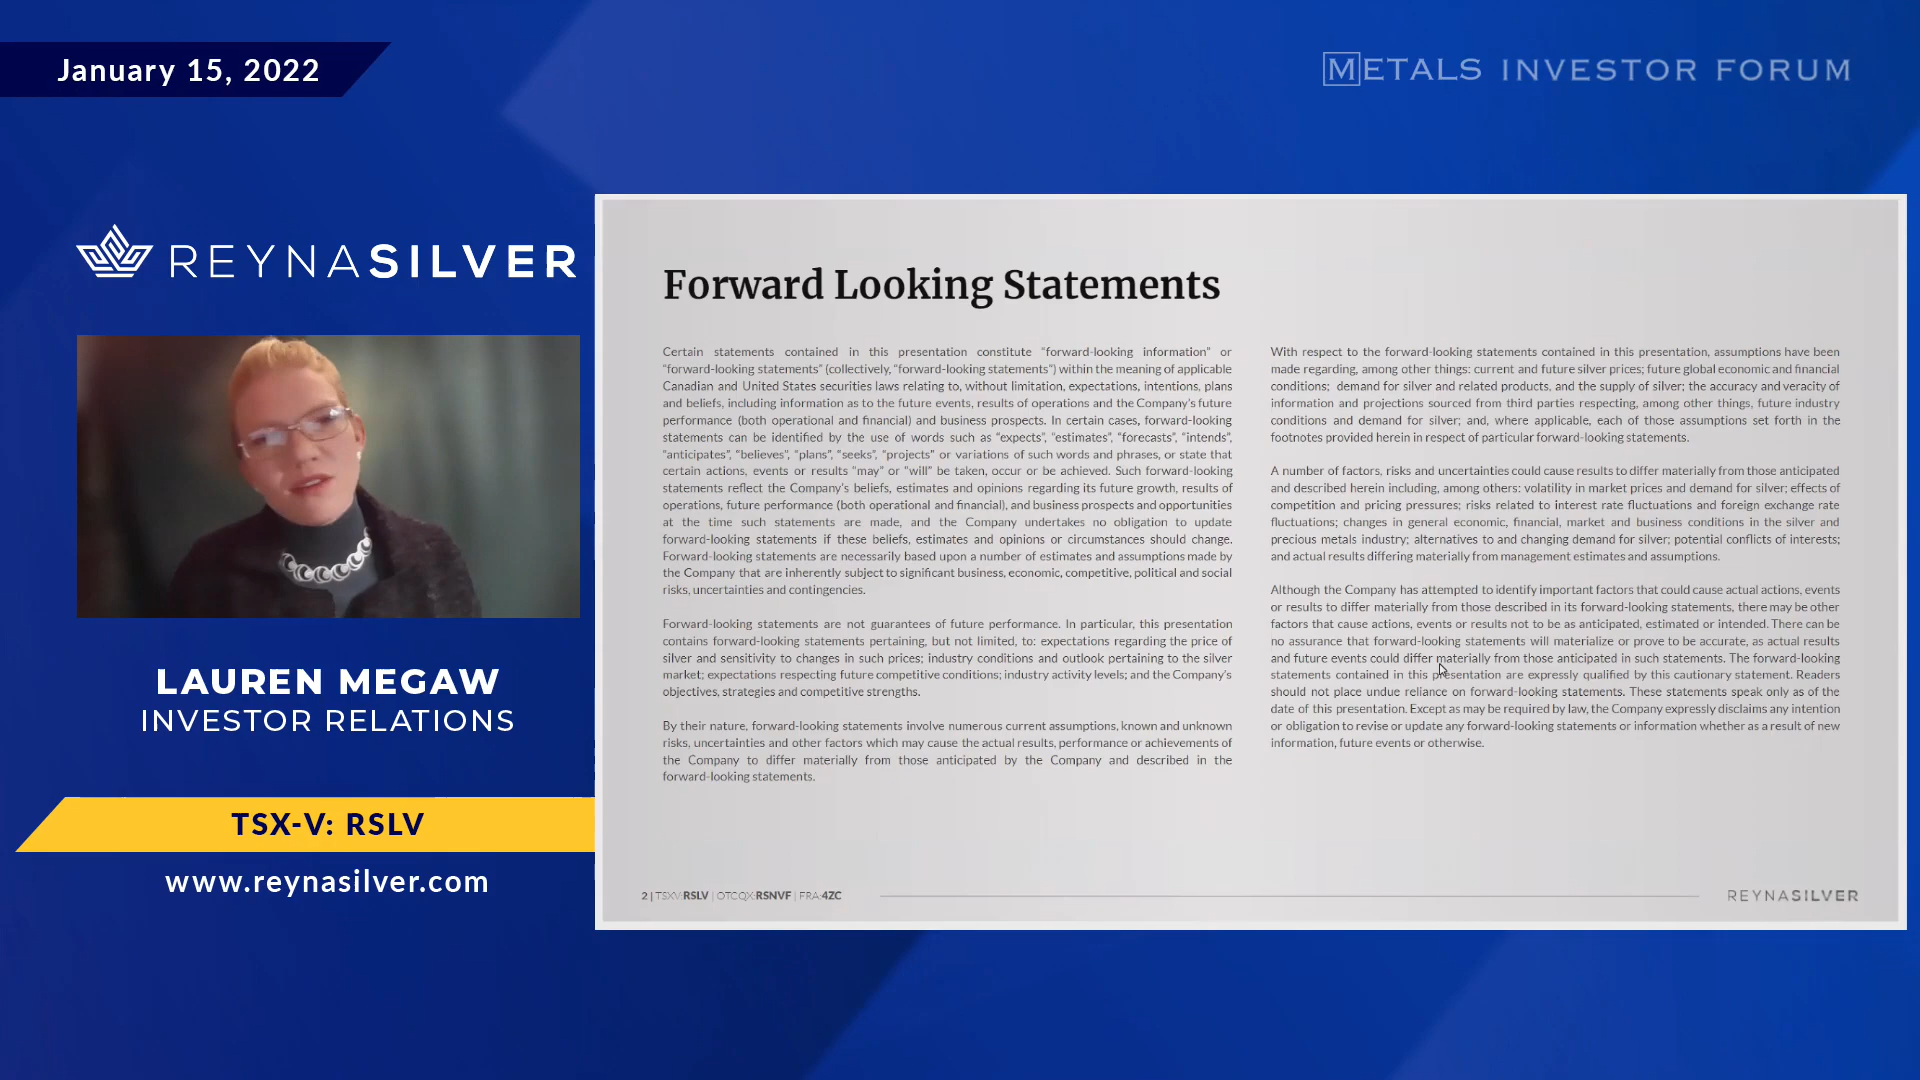 January 15, 2022
METALS INVESTOR FORUM
REYNASILVER
LAUREN MEGAW
INVESTOR RELATIONS
TSX-V: RSLV
www.reynasilver.com
Forward Looking Statements
Certain statements contained in this presentation constitute “forward-looking information” or
“forward-looking statements” (collectively, “forward-looking statements”) within the meaning of applicable
Canadian and United States securities laws relating to, without limitation, expectations, intentions, plans
and beliefs, including information as to the future events, results of operations and the Company’s future
performance (both operational and financial) and business prospects. In certain cases, forward-looking
statements can be identified by the use of words such as “expects”, “estimates”, “forecasts”, “intends”,
“anticipates”, “believes”, “plans”, “seeks”, “projects” or variations of such words and phrases, or state that
certain actions, events or results “may” or “will” be taken, occur or be achieved. Such forward-looking
statements reflect the Company’s beliefs, estimates and opinions regarding its future growth, results of
operations, future performance (both operational and financial), and business prospects and opportunities
at the time such statements are made, and the Company undertakes no obligation to update
forward-looking statements if these beliefs, estimates and opinions or circumstances should change.
Forward-looking statements are necessarily based upon a number of estimates and assumptions made by
the Company that are inherently subject to significant business, economic, competitive, political and social
risks, uncertainties and contingencies.
Forward-looking statements are not guarantees of future performance. In particular, this presentation
contains forward-looking statements pertaining, but not limited, to: expectations regarding the price of
silver and sensitivity to changes in such prices; industry conditions and outlook pertaining to the silver
market; expectations respecting future competitive conditions; industry activity levels; and the Company’s
objectives, strategies and competitive strengths.
By their nature, forward-looking statements involve numerous current assumptions, known and unknown
risks, uncertainties and other factors which may cause the actual results, performance or achievements of
the Company to differ materially from those anticipated by the Company and described in the
forward-looking statements.
With respect to the forward-looking statements contained in this presentation, assumptions have been
made regarding, among other things: current and future silver prices; future global economic and financial
conditions; demand for silver and related products, and the supply of silver; the accuracy and veracity of
information and projections sourced from third parties respecting, among other things, future industry
conditions and demand for silver; and, where applicable, each of those assumptions set forth in the
footnotes provided herein in respect of particular forward-looking statements.
A number of factors, risks and uncertainties could cause results to differ materially from those anticipated
and described herein including, among others: volatility in market prices and demand for silver; effects of
competition and pricing pressures; risks related to interest rate fluctuations and foreign exchange rate
fluctuations; changes in general economic, financial, market and business conditions in the silver and
precious metals industry; alternatives to and changing demand for silver; potential conflicts of interests;
and actual results differing materially from management estimates and assumptions.
Although the Company has attempted to identify important factors that could cause actual actions, events
or results to differ materially from those described in its forward-looking statements, there may be other
factors that cause actions, events or results not to be as anticipated, estimated or intended. There can be
no assurance that forward-looking statements will materialize or prove to be accurate, as actual results
and future events could differ materially from those anticipated in such statements. The forward-looking
statements contained in this presentation are expressly qualified by this cautionary statement. Readers
should not place undue reliance on forward-looking statements. These statements speak only as of the
date of this presentation. Except as may be required by law, the Company expressly disclaims any intention
or obligation to revise or update any forward-looking statements or information whether as a result of new
information, future events or otherwise.
2 | TSXV:RSLV | OTCQX:RSNVF | FRA:4ZC
REYNASILVER